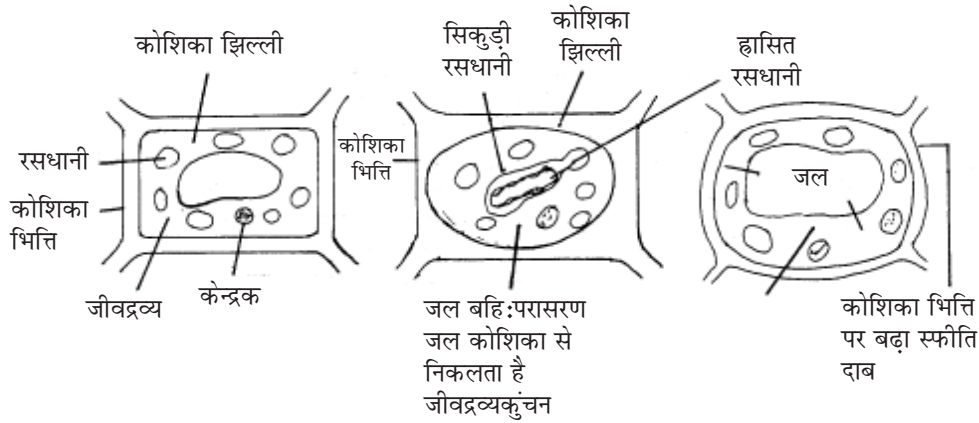 कोशिका झिल्ली
रसधानी
कोशिका
भित्ति
जीवद्रव्य
केन्द्रक
सिकुड़ी
रसधानी
कोशिका
झिल्ली
ह्रासित
रसधानी
कोशिका
भित्ति
जल बहि:परासरण
जल कोशिका से
निकलता है
जीवद्रव्यकुंचन
जल
कोशिका भित्ति
पर बढ़ा स्फीति
दाब